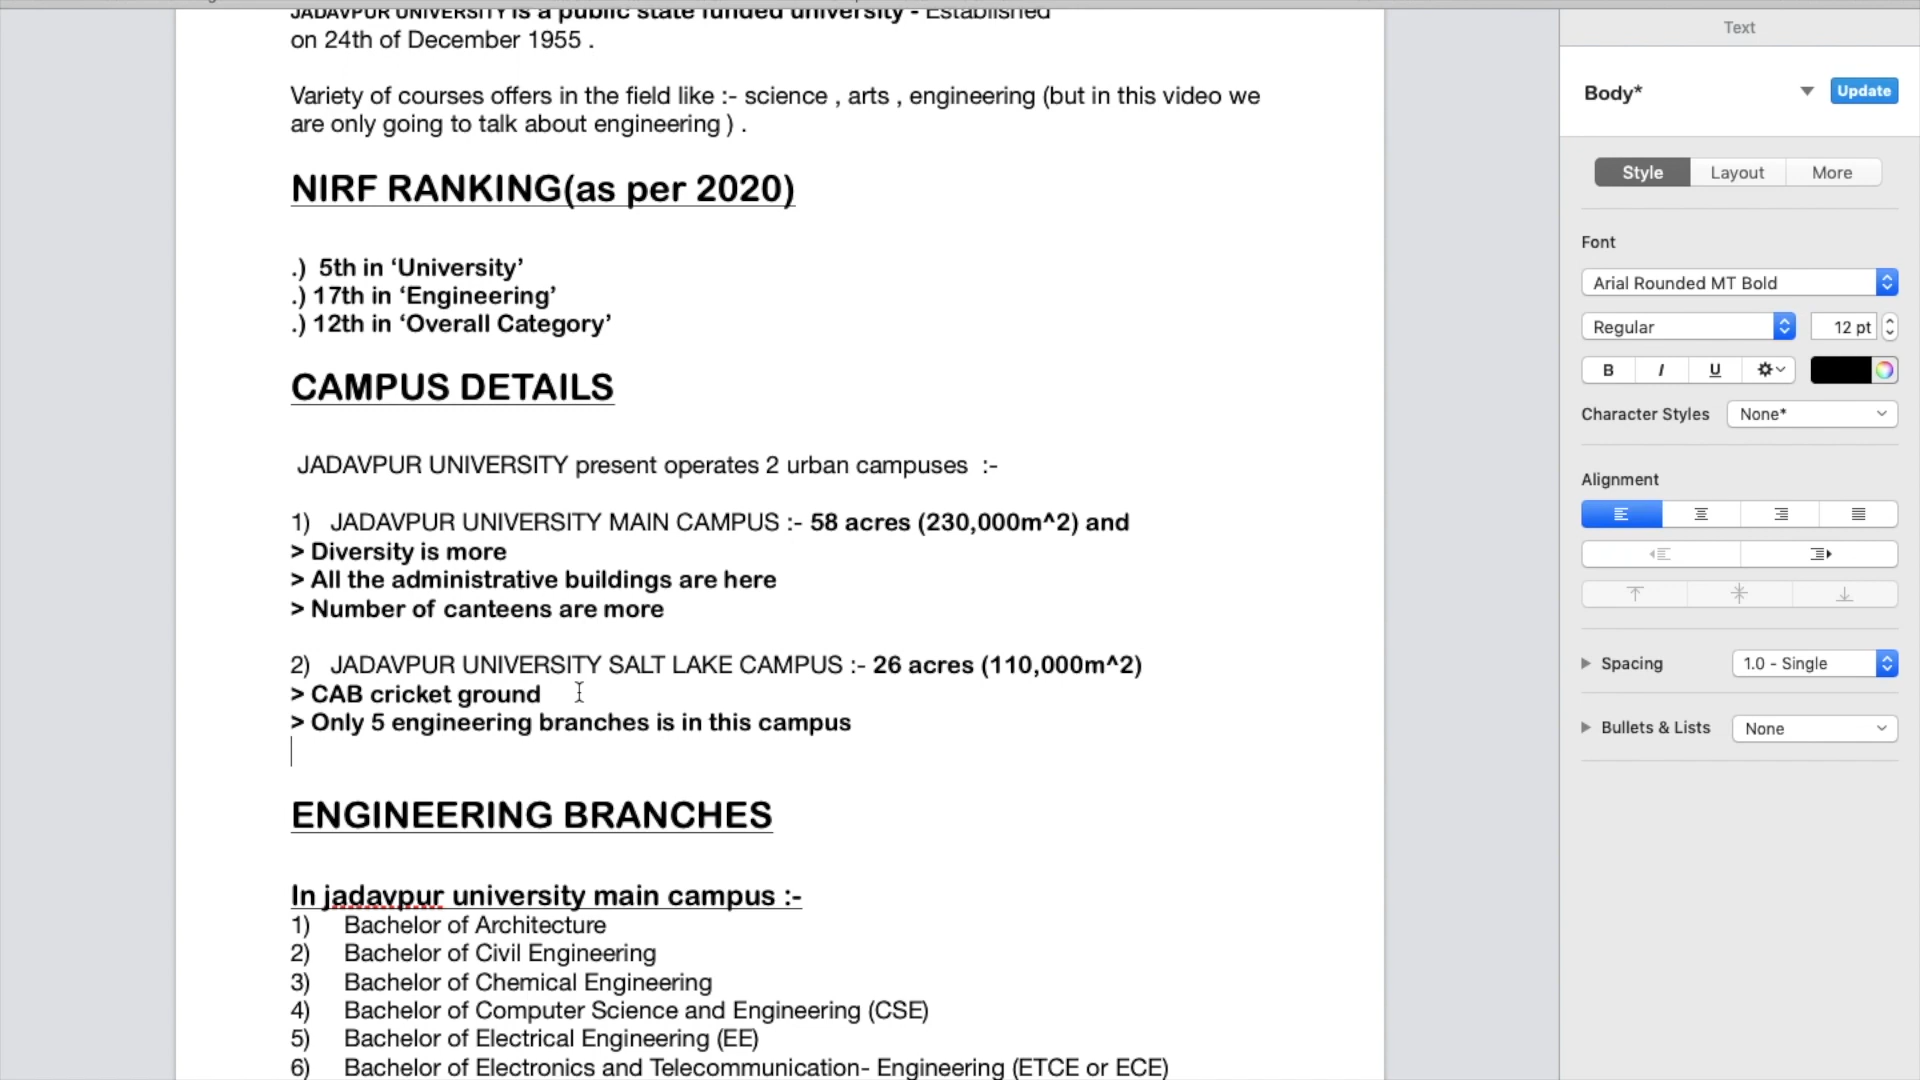 JADAVPUR UNIVERSITY is a public state funded university - Established
on 24th of December 1955 .
Variety of courses offers in the field like :- science , arts , engineering (but in this video we
are only going to talk about engineering ) .
NIRF RANKING(as per 2020)
.) 5th in ‘University’
.) 17th in ‘Engineering’
.) 12th in ‘Overall Category’
CAMPUS DETAILS
JADAVPUR UNIVERSITY present operates 2 urban campuses :-
1) JADAVPUR UNIVERSITY MAIN CAMPUS :- 58 acres (230,000m^2) and
> Diversity is more
> All the administrative buildings are here
> Number of canteens are more
2) JADAVPUR UNIVERSITY SALT LAKE CAMPUS :- 26 acres (110,000m^2)
> CAB cricket ground
> Only 5 engineering branches is in this campus
ENGINEERING BRANCHES
In jadavpur university main campus :-
1) Bachelor of Architecture
2) Bachelor of Civil Engineering
3) Bachelor of Chemical Engineering
4) Bachelor of Computer Science and Engineering (CSE)
5) Bachelor of Electrical Engineering (EE)
6) Bachelor of Electronics and Telecommunication- Engineering (ETCE or ECE)
Text
Body*
Update
Style Layout More
Font
Arial Rounded MT Bold
Regular 12 pt
B I U
Character Styles None*
Alignment
Spacing 1.0 - Single
Bullets & Lists None